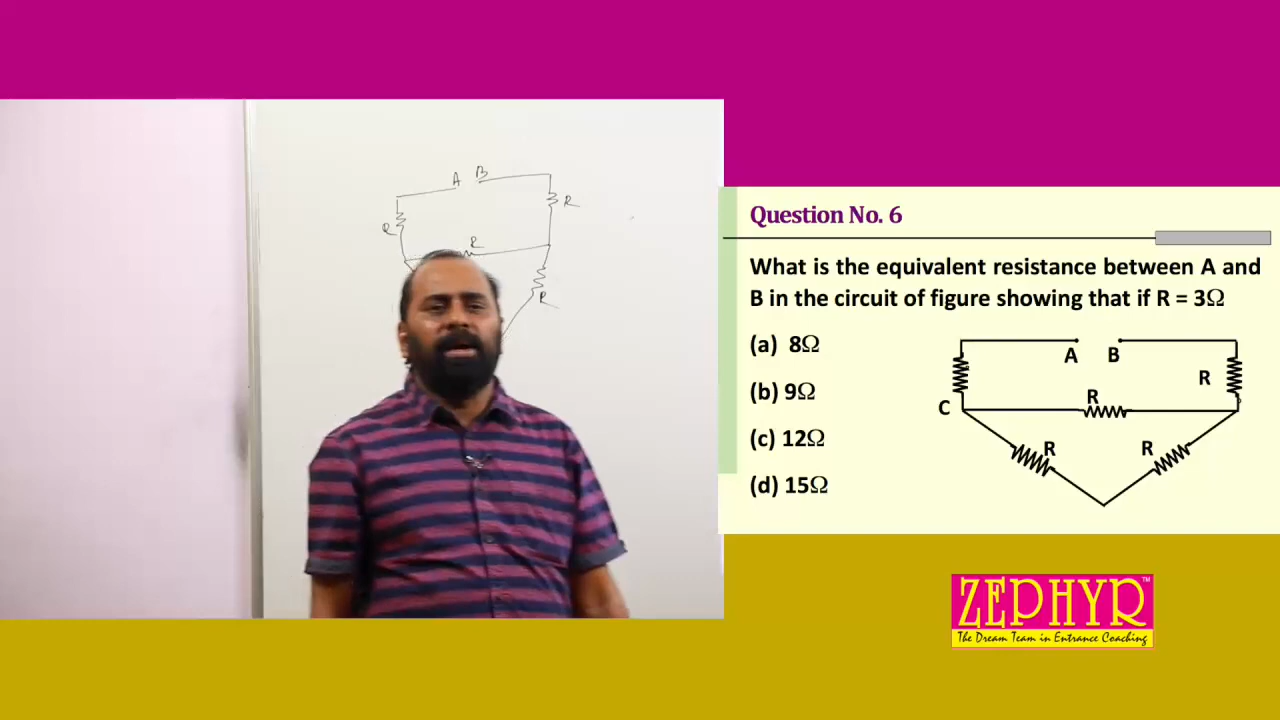 A B
R
R
R
R
Question No. 6
What is the equivalent resistance between A and
B in the circuit of figure showing that if R = 3Ω
(a) 8Ω
(b) 9Ω
(c) 12Ω
(d) 15Ω
A B
R
R
C
R R
ZEPHYR™
The Dream Team in Entrance Coaching